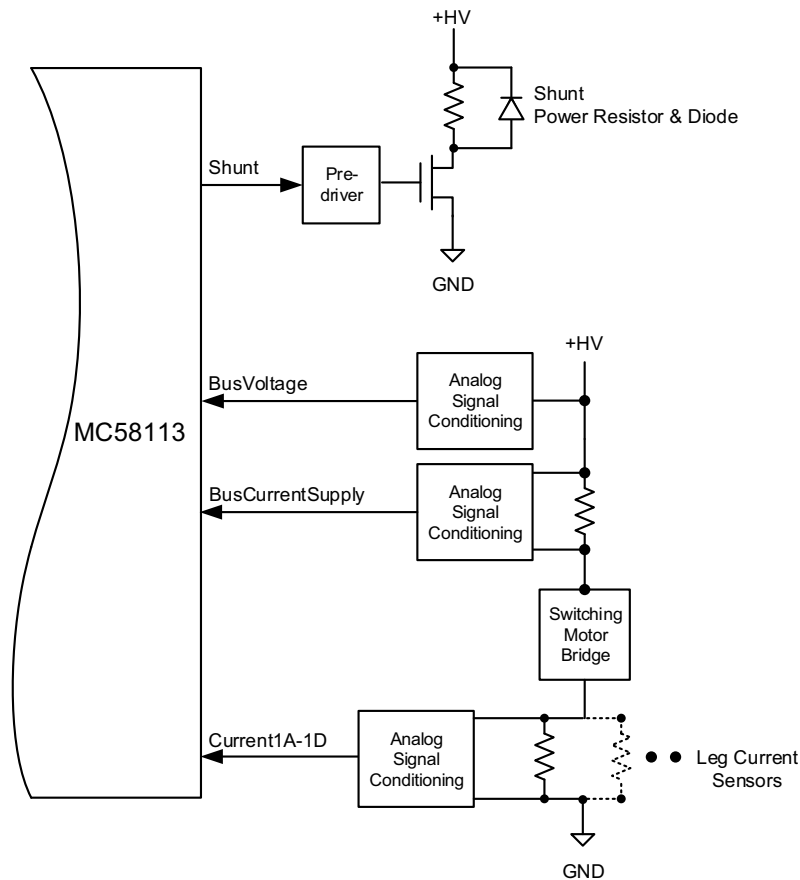 +HV
Shunt
Power Resistor & Diode
Shunt
Pre-
driver
GND
+HV
BusVoltage
Analog
Signal
Conditioning
MC58113
BusCurrentSupply
Analog
Signal
Conditioning
Switching
Motor
Bridge
Current1A-1D
Analog
Signal
Conditioning
Leg Current
Sensors
GND